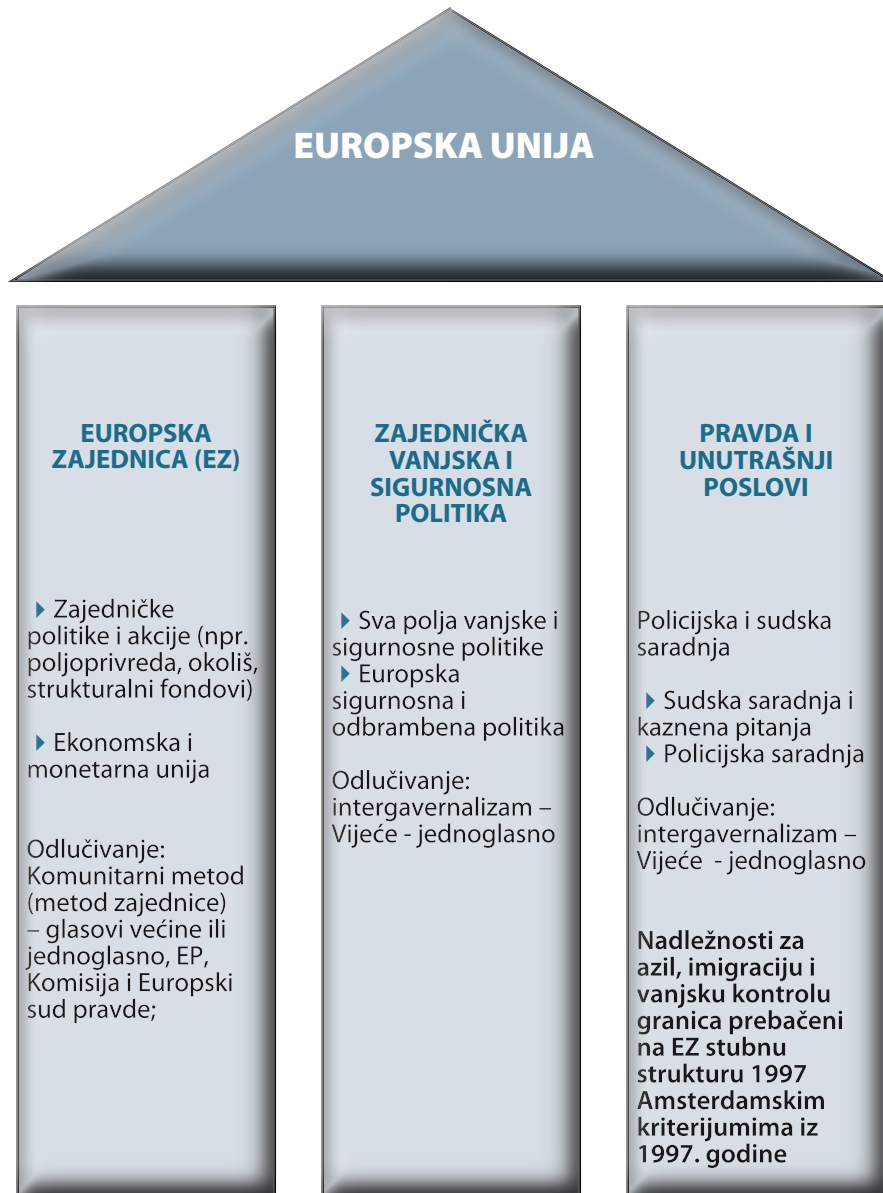 EUROPSKA UNIJA
EUROPSKA
ZAJEDNICA (EZ)
▶ Zajedničke
politike i akcije (npr.
poljoprivreda, okoliš,
strukturalni fondovi)
▶ Ekonomska i
monetarna unija
Odlučivanje:
Komunitarni metod
(metod zajednice)
– glasovi većine ili
jednoglasno, EP,
Komisija i Europski
sud pravde;
ZAJEDNIČKA
VANJSKA I
SIGURNOSNA
POLITIKA
▶ Sva polja vanjske i
sigurnosne politike
▶ Europska
sigurnosna i
odbrambena politika
Odlučivanje:
intergavernalizam –
Vijeće - jednoglasno
PRAVDA I
UNUTRAŠNJI
POSLOVI
Policijska i sudska
saradnja
▶ Sudska saradnja i
kaznena pitanja
▶ Policijska saradnja
Odlučivanje:
intergavernalizam –
Vijeće - jednoglasno
Nadležnosti za
azil, imigraciju i
vanjsku kontrolu
granica prebačeni
na EZ stubnu
strukturu 1997
Amsterdamskim
kriterijumima iz
1997. godine